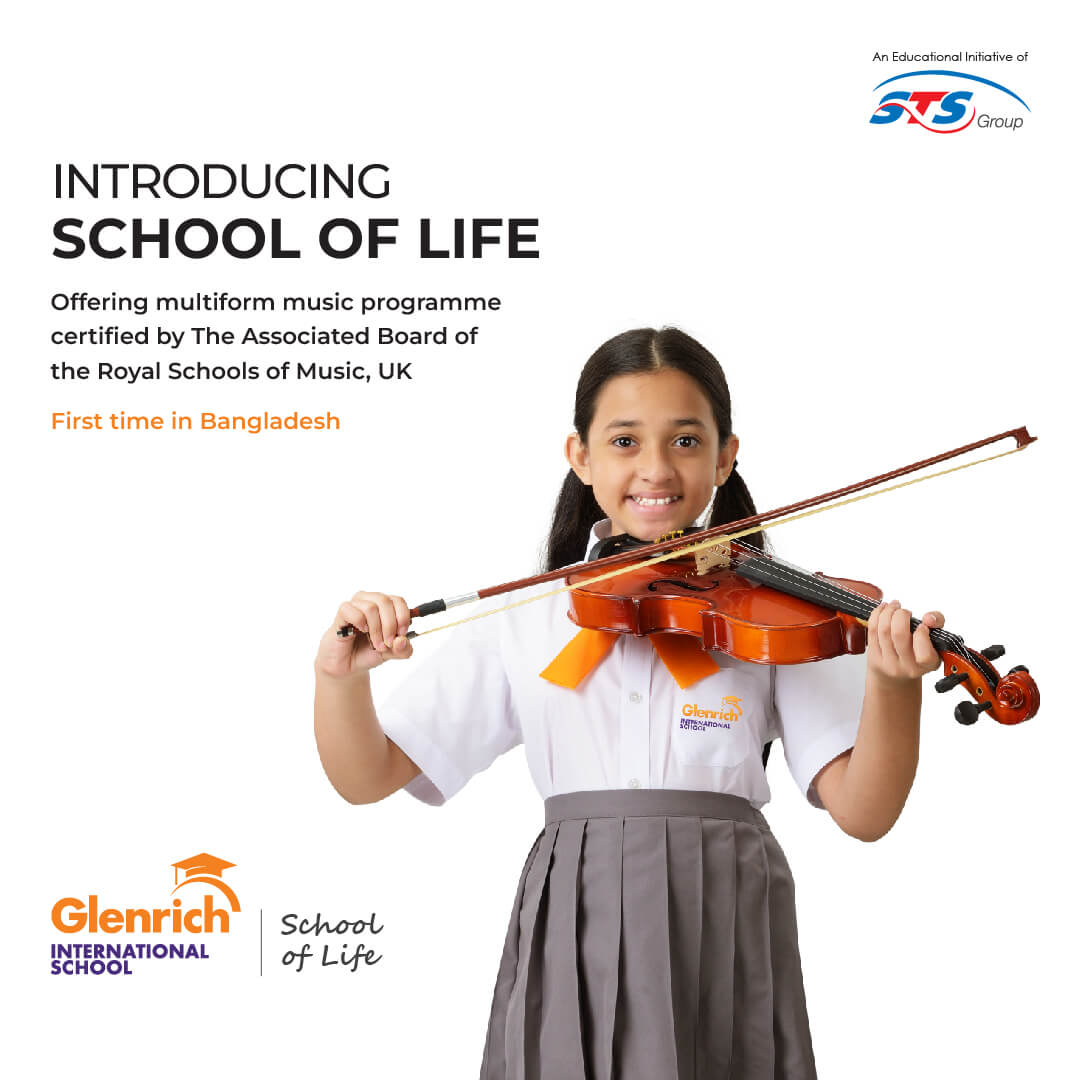 An Educational Initiative of
STS Group
INTRODUCING
SCHOOL OF LIFE
Offering multiform music programme
certified by The Associated Board of
the Royal Schools of Music, UK
First time in Bangladesh
Glenrich
INTERNATIONAL
SCHOOL
Glenrich
INTERNATIONAL
SCHOOL
School
of Life